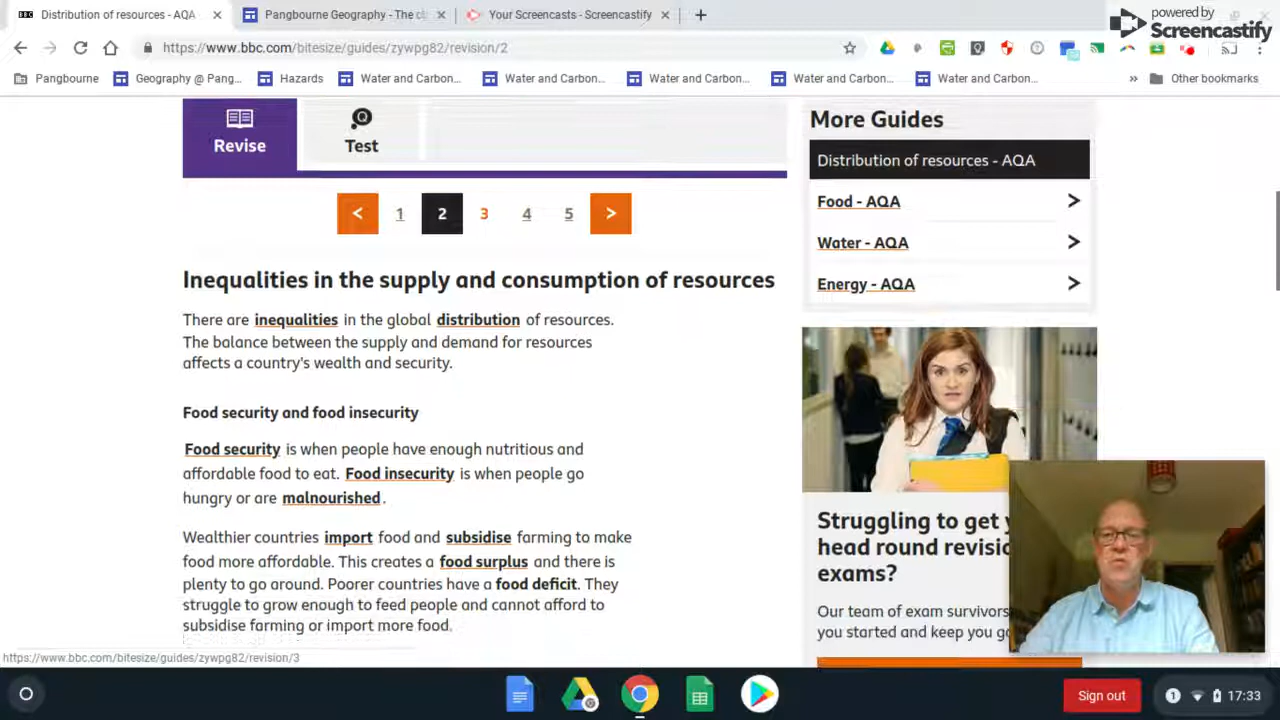 Distribution of resources - AQA
Pangbourne Geography - The cl
Your Screencasts - Screencastify
powered by
Screencastify
https://www.bbc.com/bitesize/guides/zywpg82/revision/2
Pangbourne
Geography @ Pang...
Hazards
Water and Carbon...
Water and Carbon...
Water and Carbon...
Water and Carbon...
Water and Carbon...
Other bookmarks
Revise
Test
< 1 2 3 4 5 >
Inequalities in the supply and consumption of resources
There are inequalities in the global distribution of resources.
The balance between the supply and demand for resources
affects a country's wealth and security.
Food security and food insecurity
Food security is when people have enough nutritious and
affordable food to eat. Food insecurity is when people go
hungry or are malnourished.
Wealthier countries import food and subsidise farming to make
food more affordable. This creates a food surplus and there is
plenty to go around. Poorer countries have a food deficit. They
struggle to grow enough to feed people and cannot afford to
subsidise farming or import more food.
More Guides
Distribution of resources - AQA
Food - AQA
Water - AQA
Energy - AQA
Struggling to get y
head round revisio
exams?
Our team of exam survivors
you started and keep you go
https://www.bbc.com/bitesize/guides/zywpg82/revision/3
Sign out
1
17:33